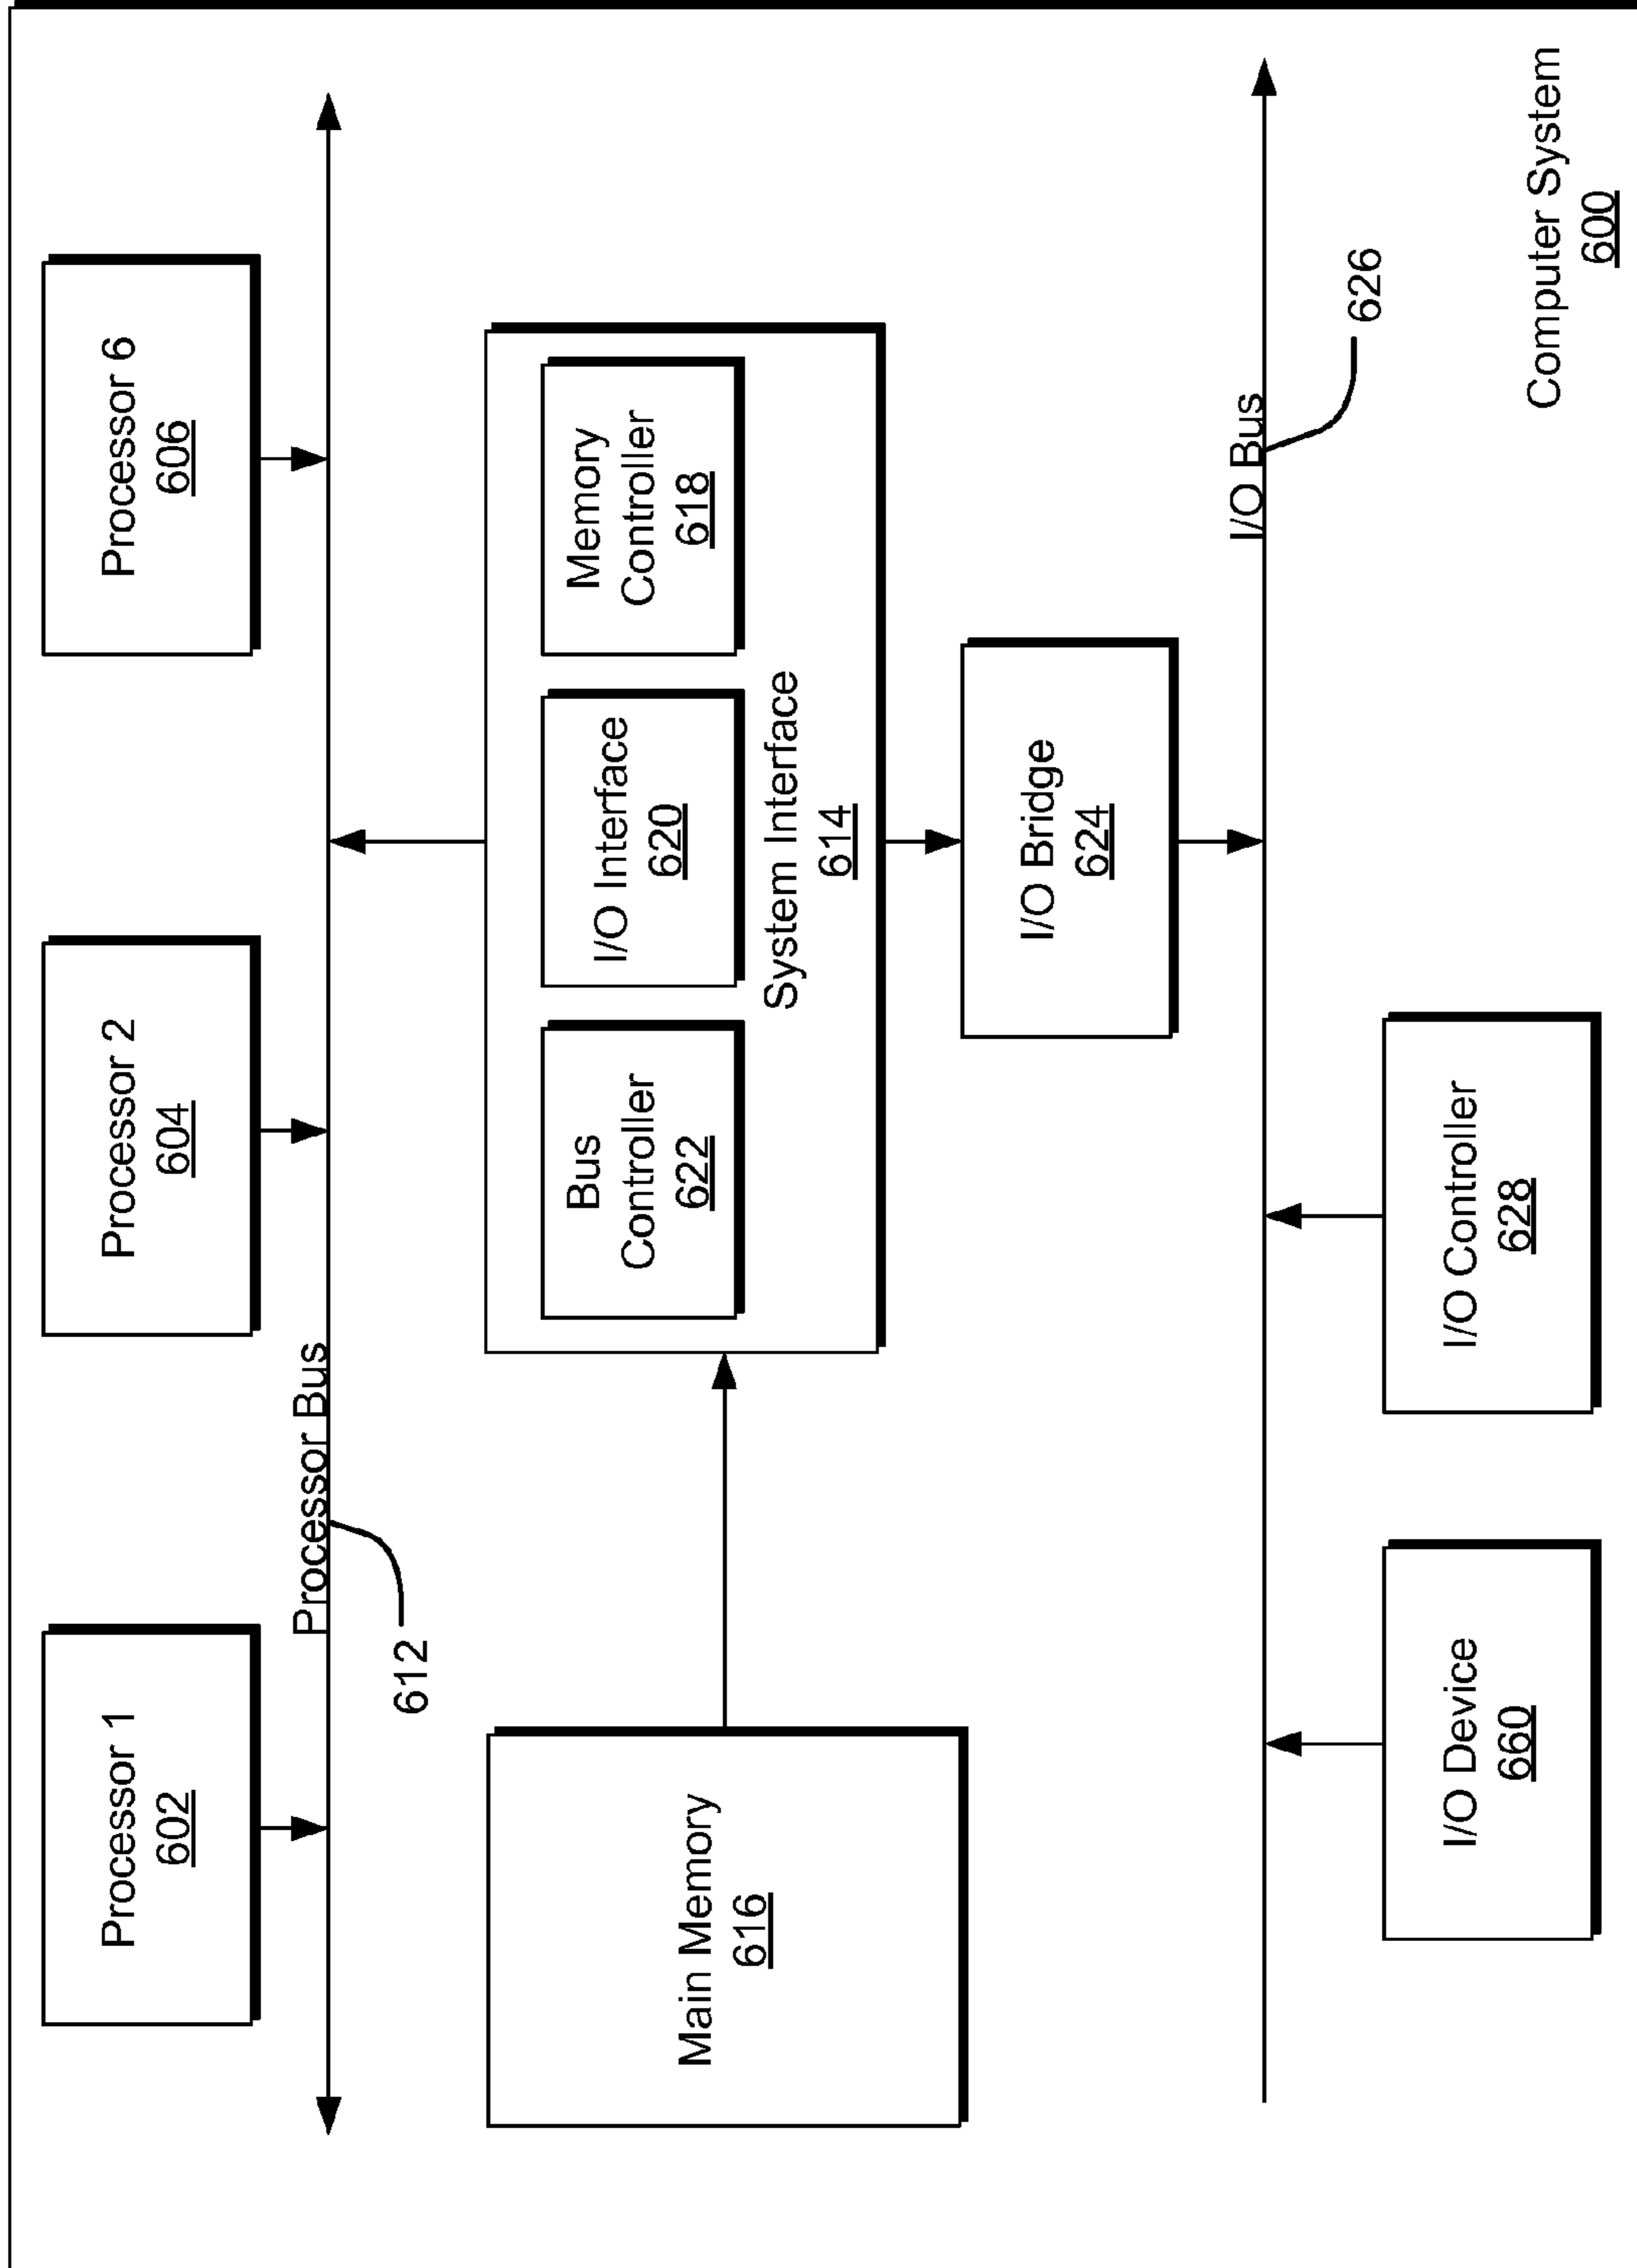 Processor 1
602
Processor 2
604
Processor 6
606
Processor Bus
612
Main Memory
616
Bus
Controller
622
I/O Interface
620
Memory
Controller
618
System Interface
614
I/O Bridge
624
I/O Bus
626
I/O Device
660
I/O Controller
628
Computer System
600